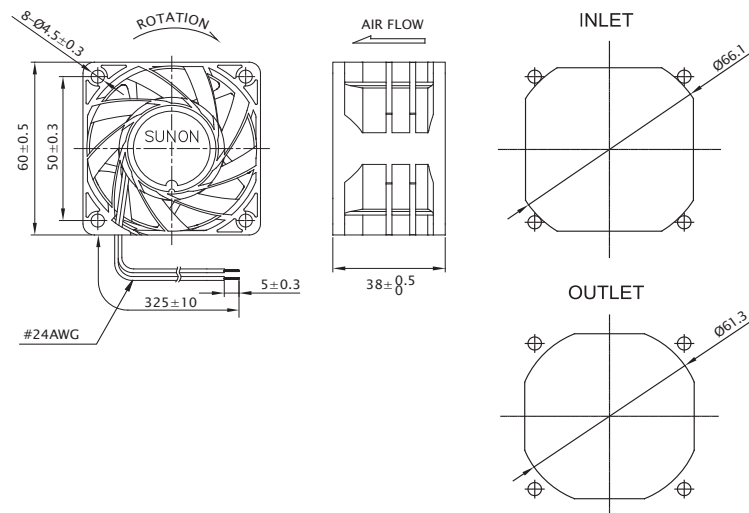 ROTATION
8-Ø4.5±0.3
60±0.5
50±0.3
SUNON
5±0.3
325±10
#24AWG
AIR FLOW
38± 0.5
0
INLET
Ø66.1
OUTLET
Ø61.3